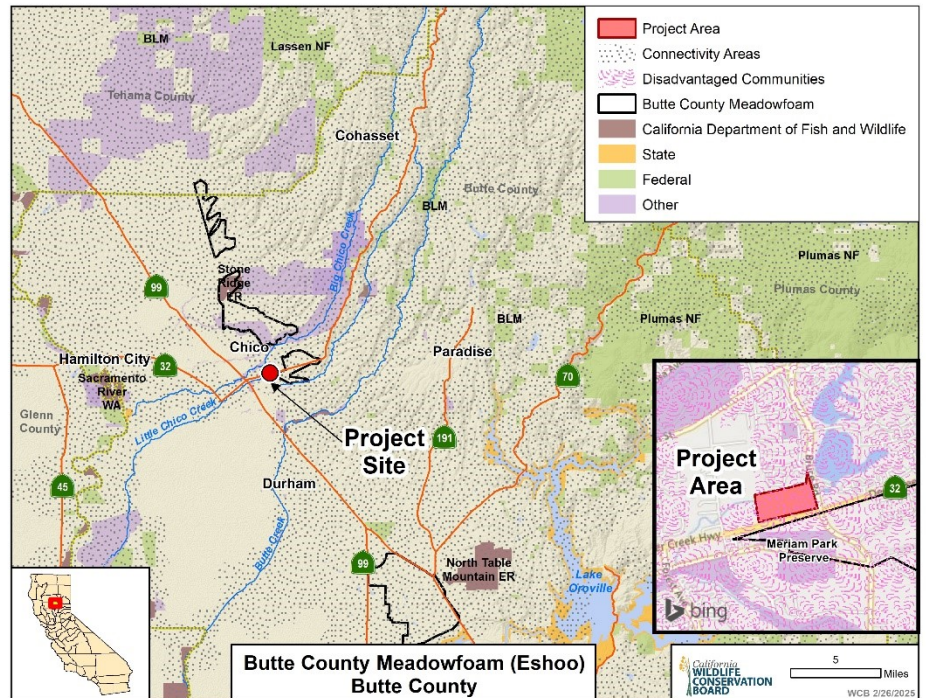 BLM
Lassen NF
Tehama County
Cohasset
Butte County
BLM
Big Chico Creek
Stone
Ridge
ER
99
Chico
Hamilton City
32
Sacramento
River
WA
Glenn
County
Little Chico Creek
Paradise
BLM
Plumas NF
Plumas County
Plumas NF
70
Project
Site
191
45
Durham
Butte Creek
99
North Table
Mountain ER
Lake
Oroville
Project Area
Connectivity Areas
Disadvantaged Communities
Butte County Meadowfoam
California Department of Fish and Wildlife
State
Federal
Other
Project
Area
32
Meriam Park
Preserve
bing
Butte County Meadowfoam (Eshoo)
Butte County
California
WILDLIFE
CONSERVATION
BOARD
5
Miles
WCB 2/26/2025